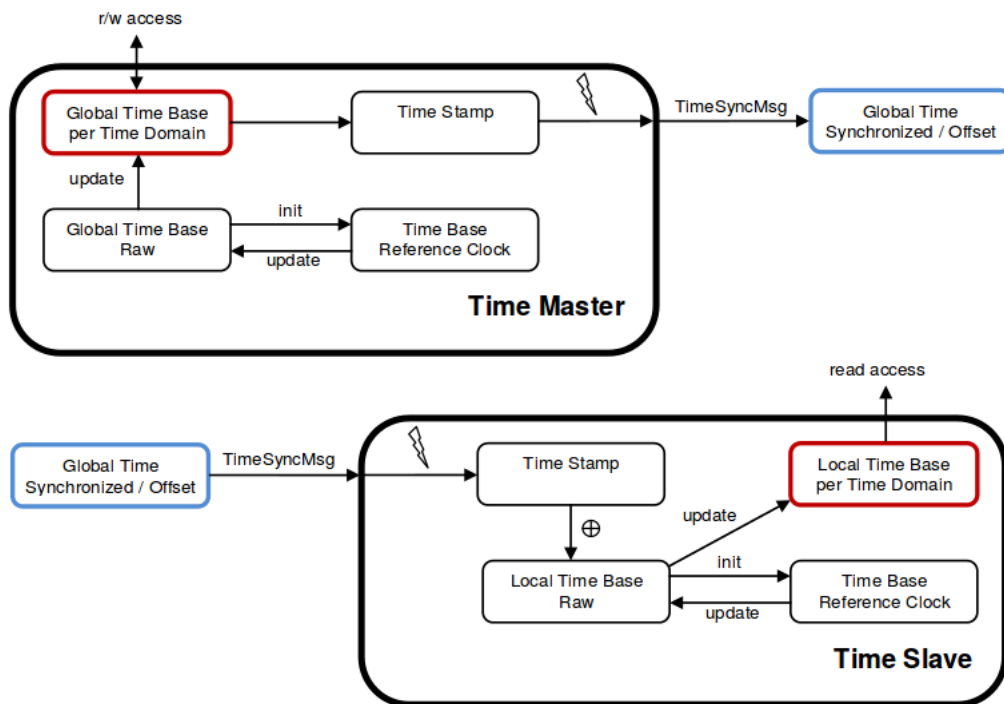 r/w access
Global Time Base
per Time Domain
Time Stamp
TimeSyncMsg
Global Time
Synchronized / Offset
update
Global Time Base
Raw
init
update
Time Base
Reference Clock
Time Master
read access
Global Time
Synchronized / Offset
TimeSyncMsg
Time Stamp
Local Time Base
per Time Domain
update
Local Time Base
Raw
init
update
Time Base
Reference Clock
Time Slave